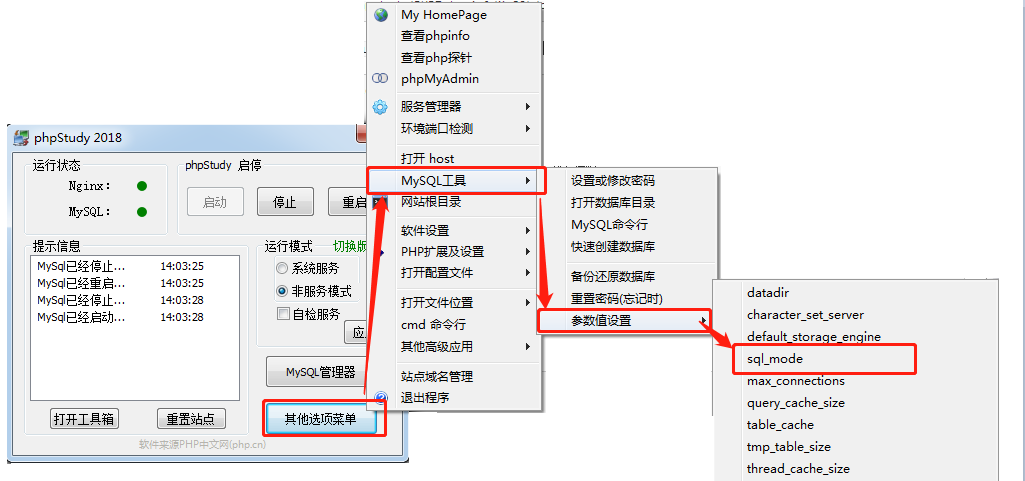 phpStudy 2018
运行状态
Nginx:
MySQL:
phpStudy 启停
启动
停止
重启
提示信息
MySql已经停止... 14:03:25
MySql已经重启... 14:03:25
MySql已经停止... 14:03:28
MySql已经启动... 14:03:28
运行模式 切换版
系统服务
非服务模式
自检服务
应
MySQL管理器
打开工具箱
重置站点
其他选项菜单
软件来源PHP中文网(php.cn)
My HomePage
查看phpinfo
查看php探针
phpMyAdmin
服务管理器
环境端口检测
打开 host
MySQL工具
网站根目录
软件设置
PHP扩展及设置
打开配置文件
打开文件位置
cmd 命令行
其他高级应用
站点域名管理
退出程序
设置或修改密码
打开数据库目录
MySQL命令行
快速创建数据库
备份还原数据库
重置密码(忘记时)
参数值设置
datadir
character_set_server
default_storage_engine
sql_mode
max_connections
query_cache_size
table_cache
tmp_table_size
thread_cache_size